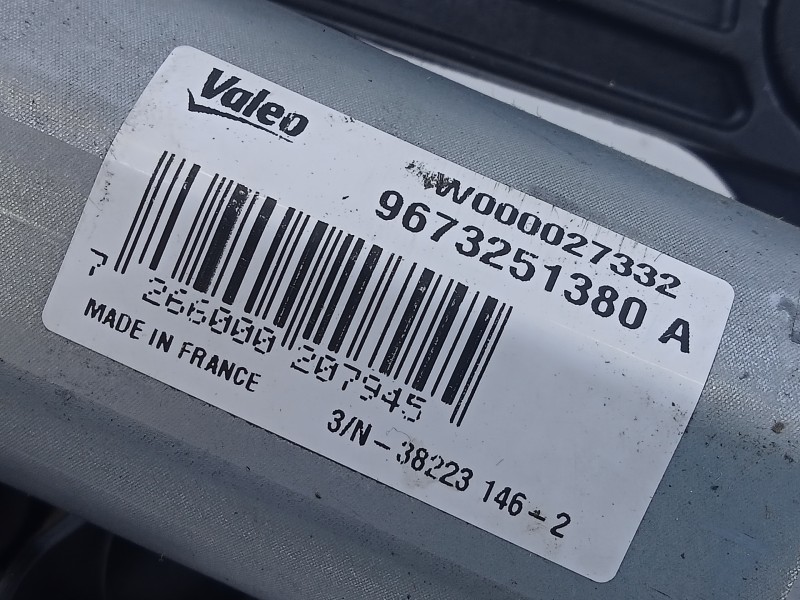 Valeo
W000027332
9673251380 A
7 266000 207945
MADE IN FRANCE
3/N - 38223 146 - 2